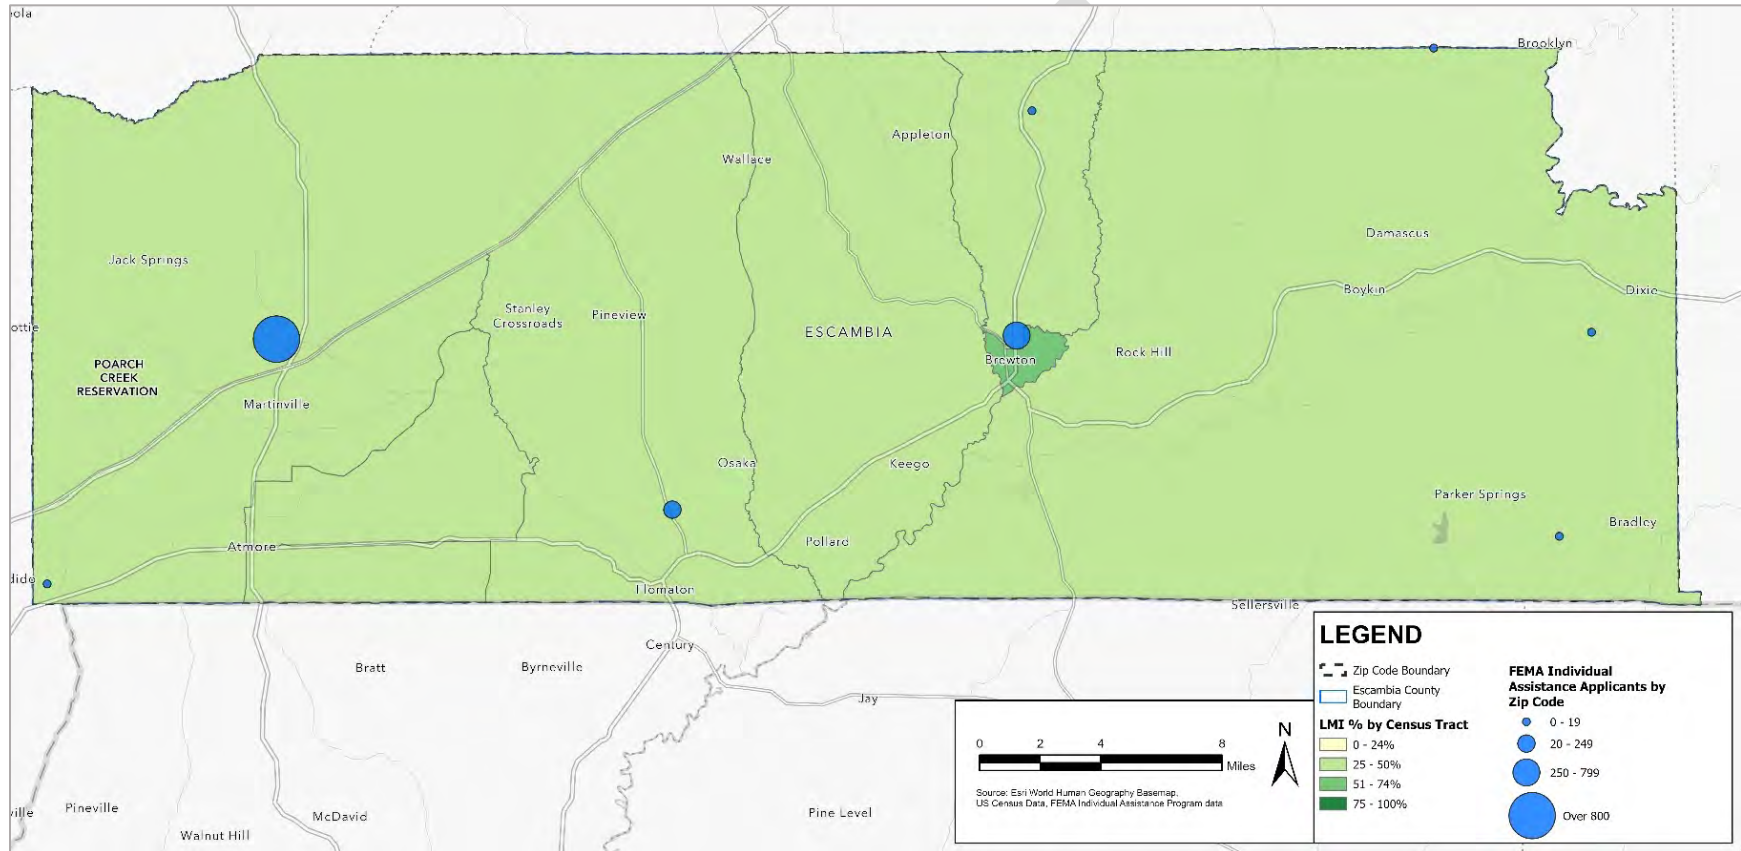 ola
Brooklyn
Appleton
Wallace
Damascus
Jack Springs
Boykin
Dixie
Stanley
Crossroads
Pineview
ottie
ESCAMBIA
Rock Hill
Brewton
POARCH
CREEK
RESERVATION
Martinville
Osaka
Keego
Parker Springs
Bradley
Atmore
Pollard
dido
Flomaton
Sellersville
Century
Bratt
Byrneville
Jay
Pineville
ville
McDavid
Walnut Hill
Pine Level
0 2 4 8
Miles
N
Source: Esri World Human Geography Basemap,
US Census Data, FEMA Individual Assistance Program data
LEGEND
Zip Code Boundary
Escambia County
Boundary
LMI % by Census Tract
0 - 24%
25 - 50%
51 - 74%
75 - 100%
FEMA Individual
Assistance Applicants by
Zip Code
0 - 19
20 - 249
250 - 799
Over 800